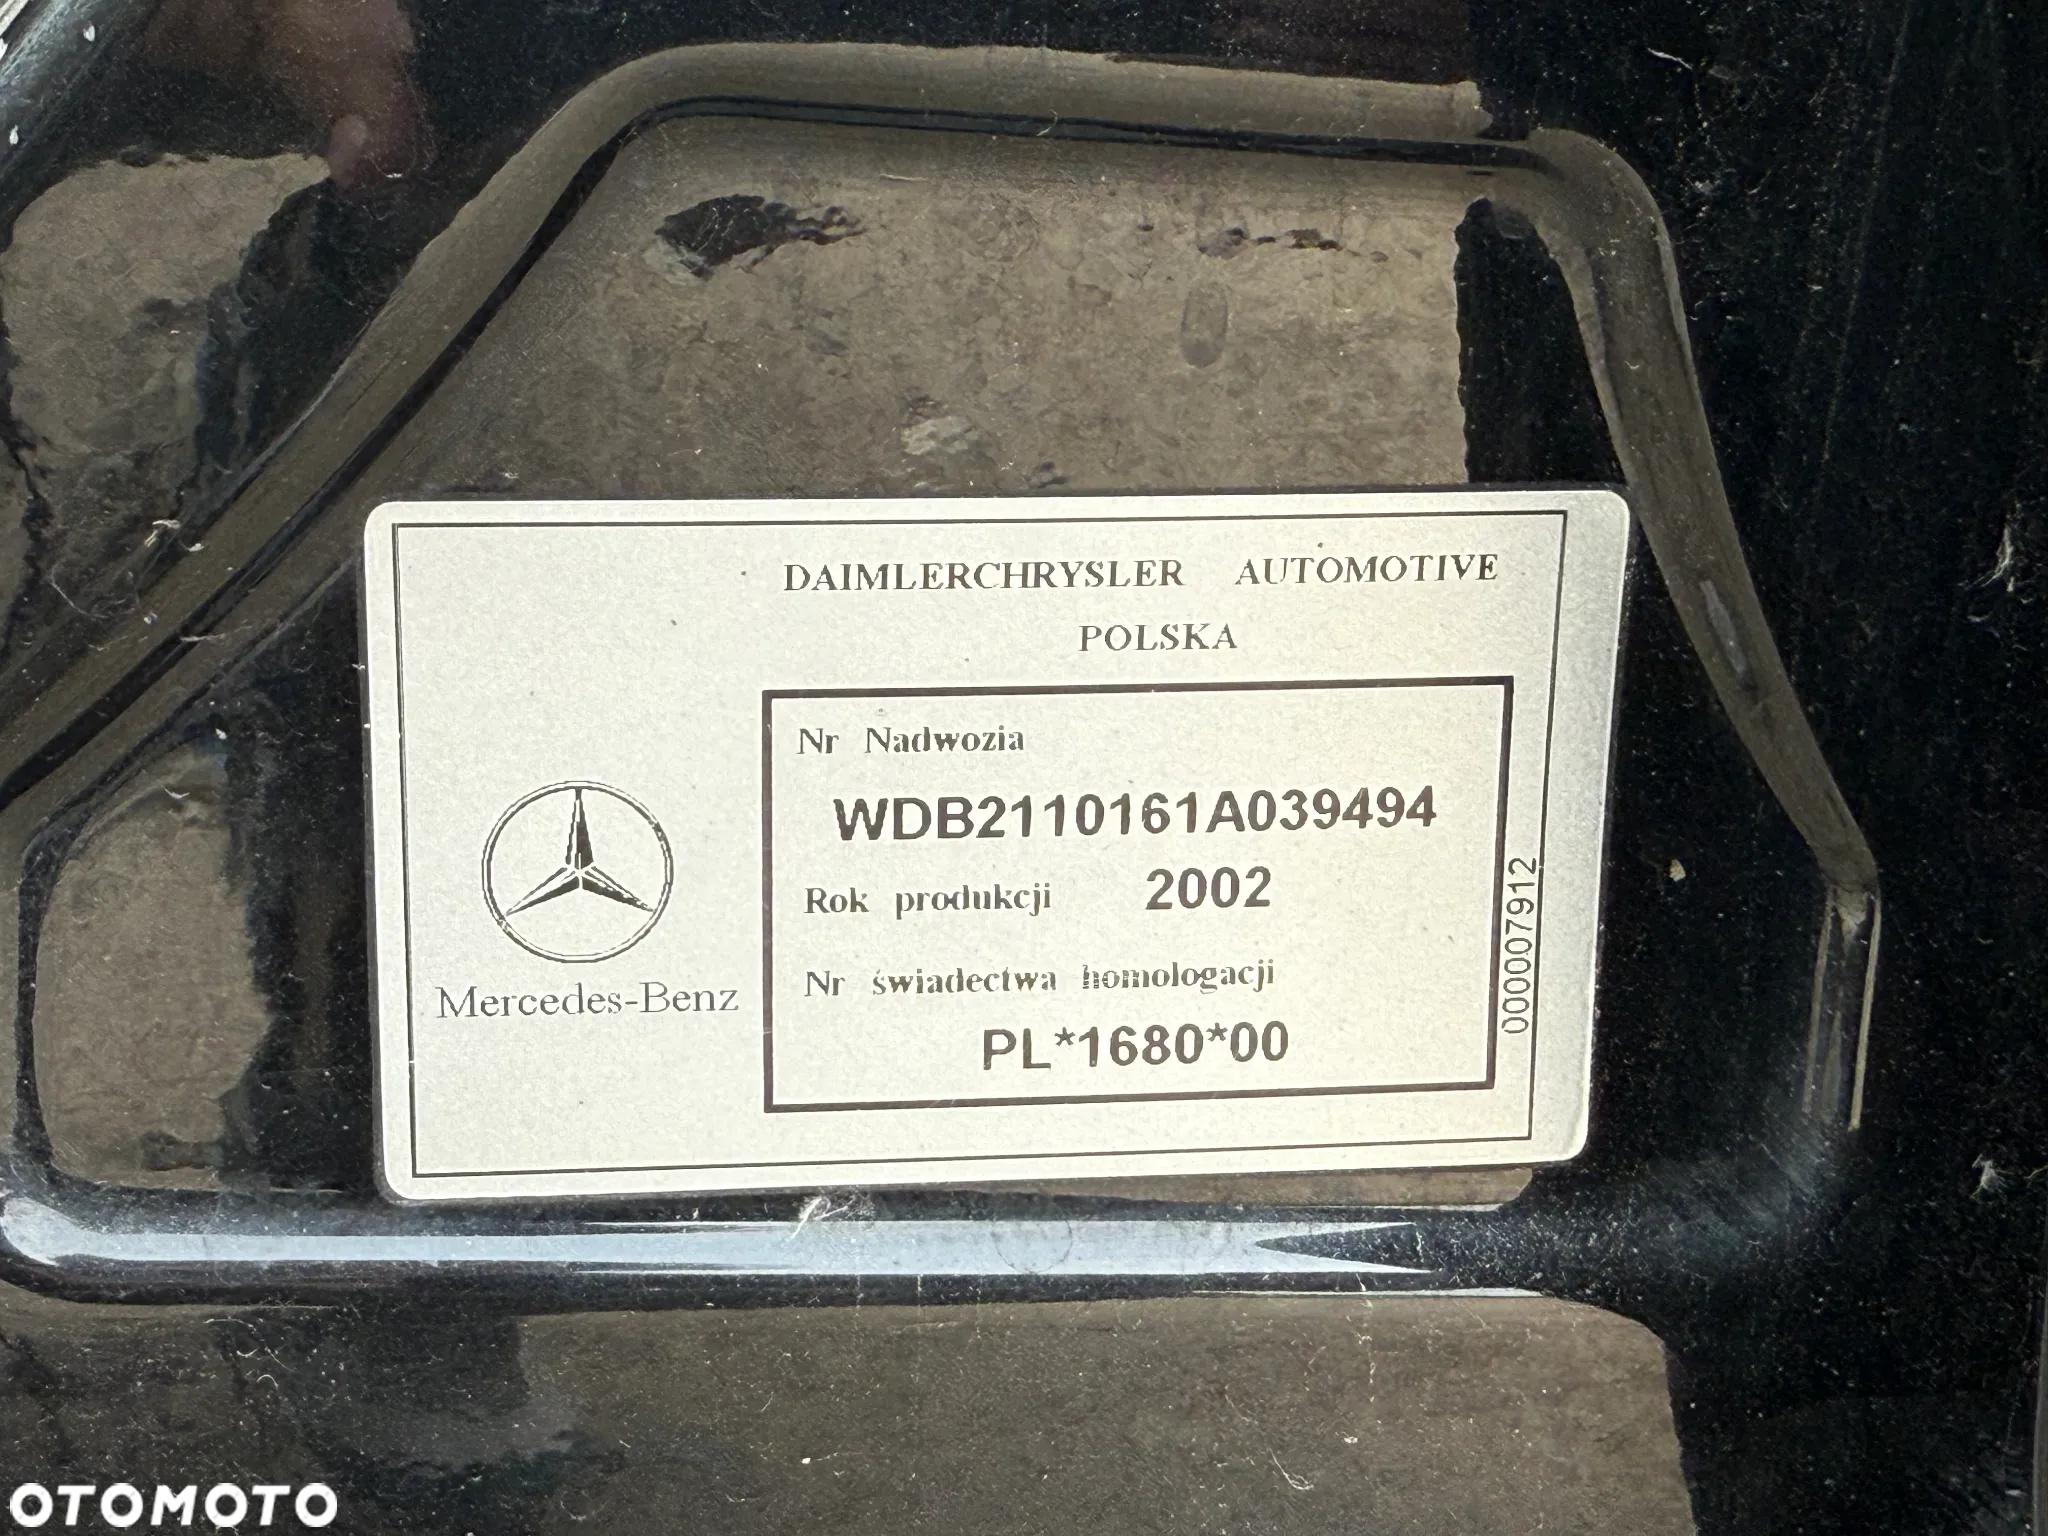 DAIMLERCHRYSLER AUTOMOTIVE
POLSKA
Nr Nadwozia
WDB2110161A039494
Rok produkcji 2002
Nr świadectwa homologacji
PL*1680*00
0000007912
Mercedes-Benz
OTOMOTO